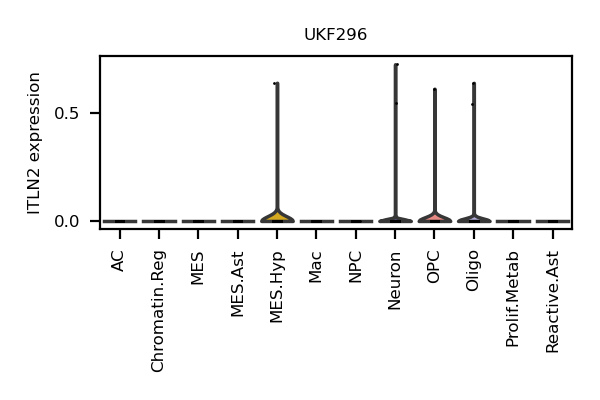 UKF296
ITLN2 expression
0.5
0.0
AC
Chromatin.Reg
MES
MES.Ast
MES.Hyp
Mac
NPC
Neuron
OPC
Oligo
Prolif.Metab
Reactive.Ast